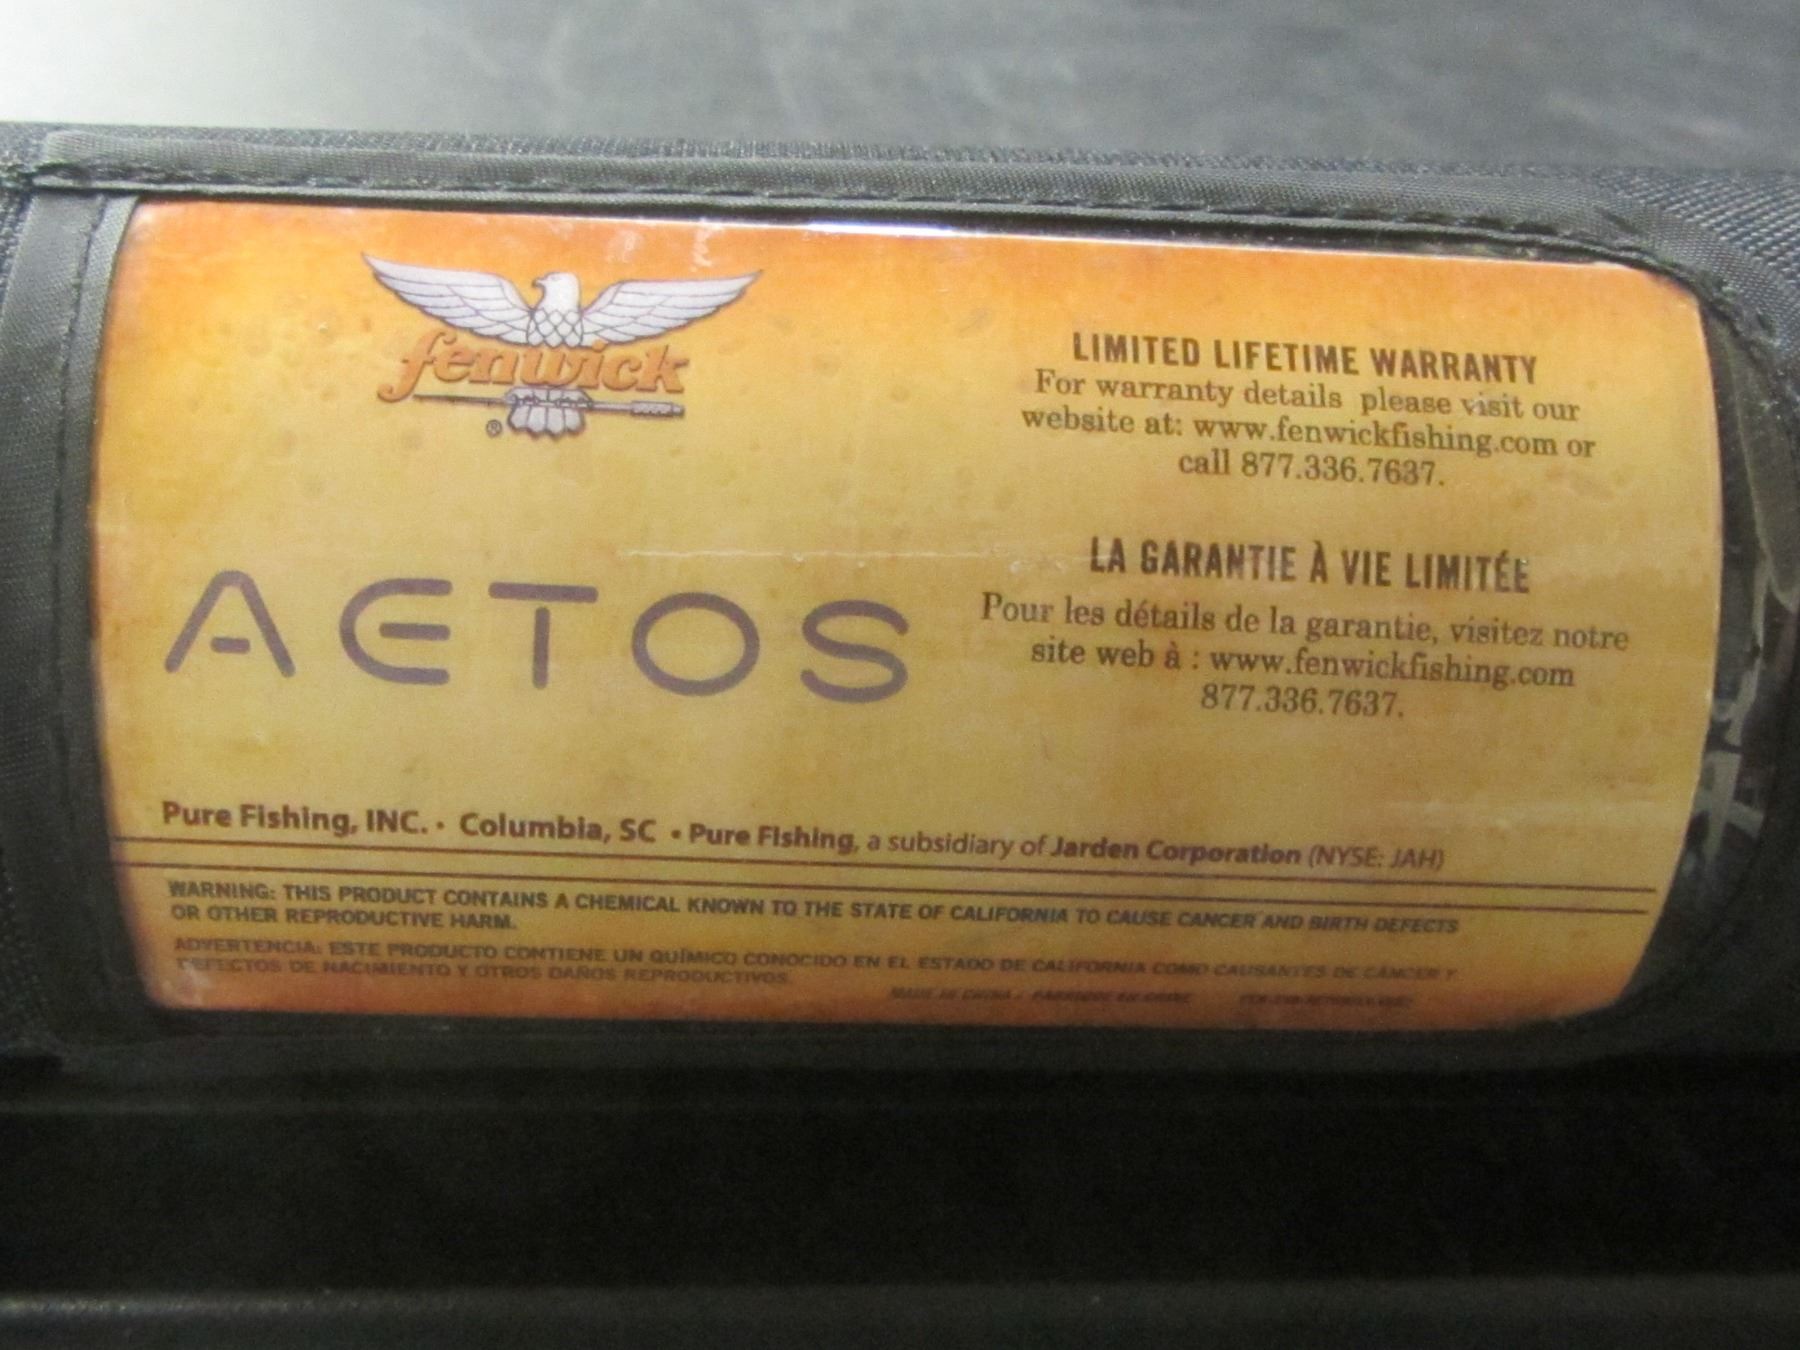 fenwick
®
AETOS
LIMITED LIFETIME WARRANTY
For warranty details please visit our
website at: www.fenwickfishing.com or
call 877.336.7637.
LA GARANTIE À VIE LIMITÉE
Pour les détails de la garantie, visitez notre
site web à : www.fenwickfishing.com
877.336.7637.
Pure Fishing, INC. · Columbia, SC • Pure Fishing, a subsidiary of Jarden Corporation (NYSE: JAH)
WARNING: THIS PRODUCT CONTAINS A CHEMICAL KNOWN TO THE STATE OF CALIFORNIA TO CAUSE CANCER AND BIRTH DEFECTS
OR OTHER REPRODUCTIVE HARM.
ADVERTENCIA: ESTE PRODUCTO CONTIENE UN QUÍMICO CONOCIDO EN EL ESTADO DE CALIFORNIA COMO CAUSANTES DE CANCER Y
DEFECTOS DE NACIMIENTO Y OTROS DAÑOS REPRODUCTIVOS.
MADE IN CHINA -